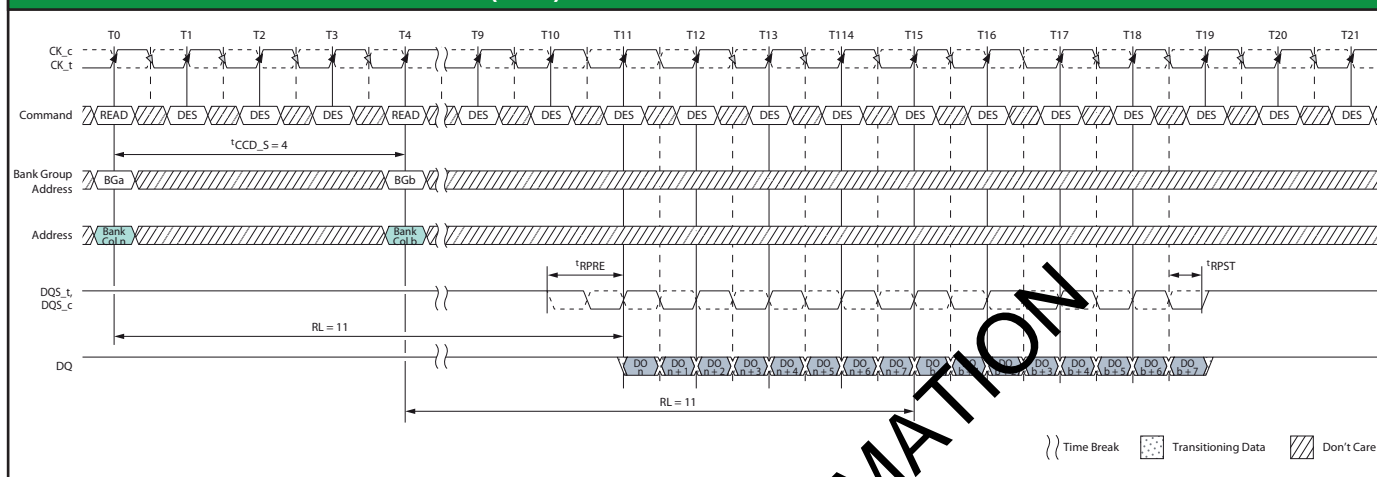 T0 T1 T2 T3 T4 T9 T10 T11 T12 T13 T114 T15 T16 T17 T18 T19 T20 T21
CK_c
CK_t
Command READ DES DES DES READ DES DES DES DES DES DES DES DES DES DES DES DES DES
tCCD_S = 4
Bank Group
Address BGa BGb
Address Bank Col n Bank Col b
tRPRE tRPST
DQS_t,
DQS_c
RL = 11
DQ DO n DO n + 1 DO n + 2 DO n + 3 DO n + 4 DO n + 5 DO n + 6 DO n + 7 DO b DO b + 3 DO b + 4 DO b + 5 DO b + 6 DO b + 7
RL = 11
MATION
Time Break Transitioning Data Don't Care